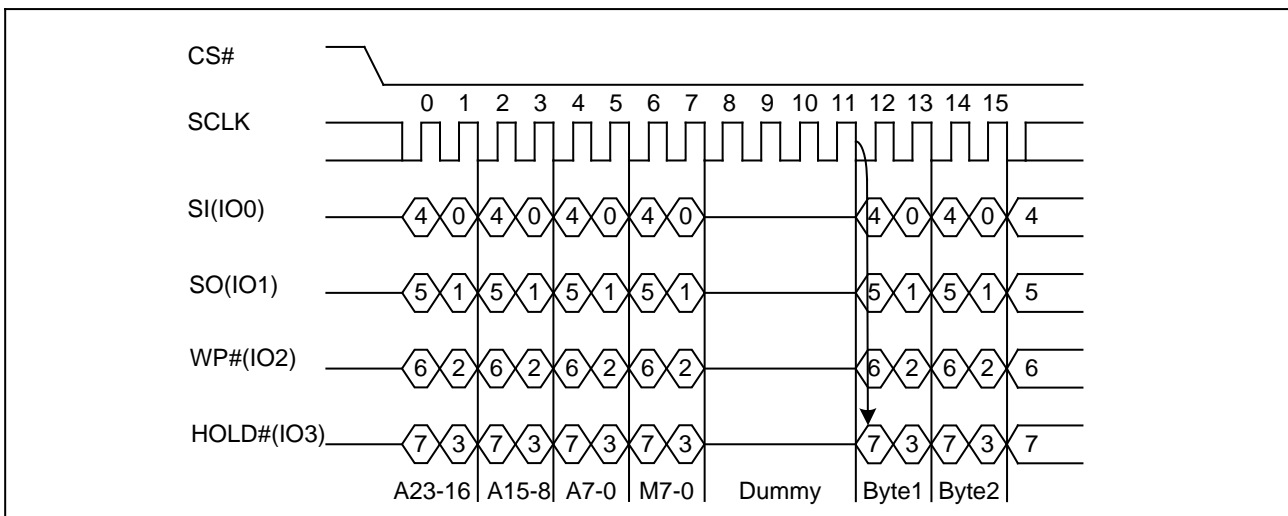 CS#
0 1 2 3 4 5 6 7 8 9 10 11 12 13 14 15
SCLK
SI(IO0) 4 0 4 0 4 0 4 0 4 0 4 0 4
SO(IO1) 5 1 5 1 5 1 5 1 5 1 5 1 5
WP#(IO2) 6 2 6 2 6 2 6 2 6 2 6 2 6
HOLD#(IO3) 7 3 7 3 7 3 7 3 7 3 7 3 7
A23-16 A15-8 A7-0 M7-0 Dummy Byte1 Byte2